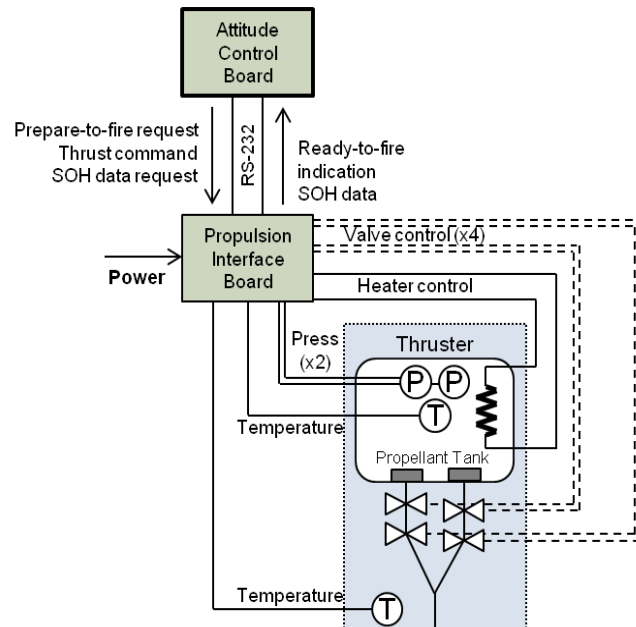 Attitude
Control
Board
Prepare-to-fire request
Thrust command
SOH data request
RS-232
Ready-to-fire
indication
SOH data
Propulsion
Interface
Board
Power
Valve control (x4)
Heater control
Press
(x2)
Thruster
P
P
T
Temperature
Propellant Tank
Temperature
T